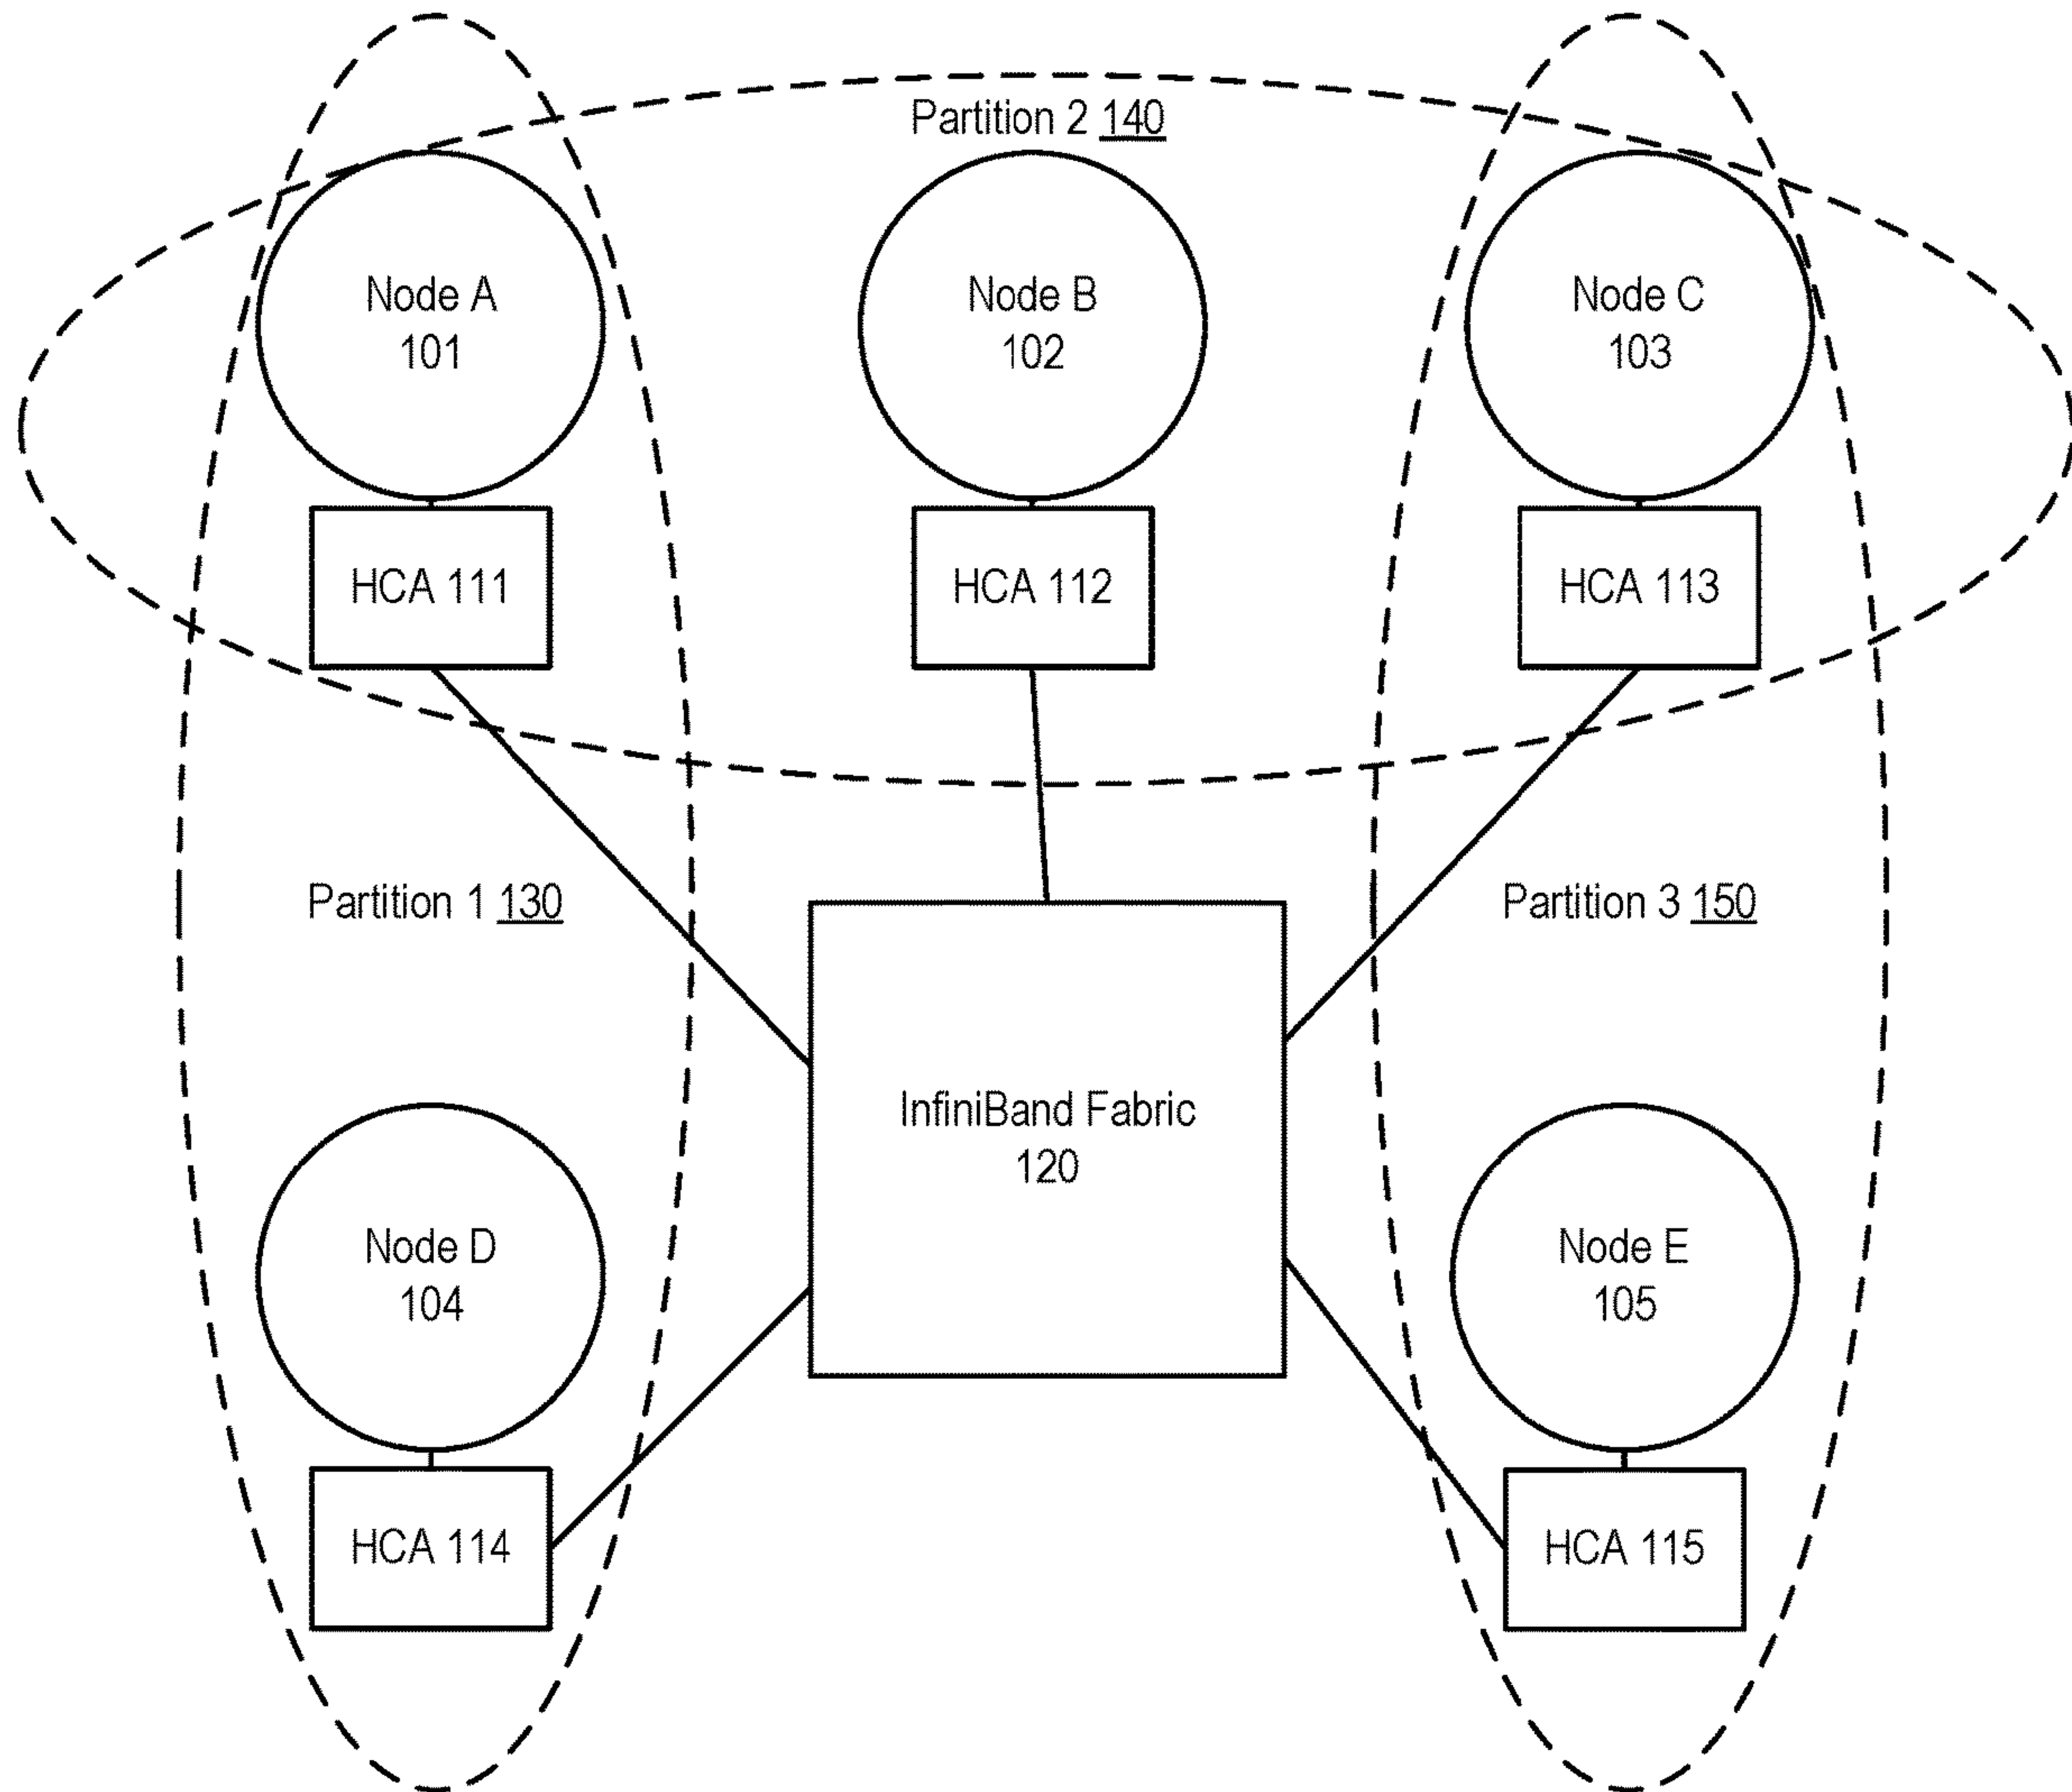 Partition 2 140
Node A
101
Node B
102
Node C
103
HCA 111
HCA 112
HCA 113
Partition 1 130
Partition 3 150
InfiniBand Fabric
120
Node D
104
Node E
105
HCA 114
HCA 115